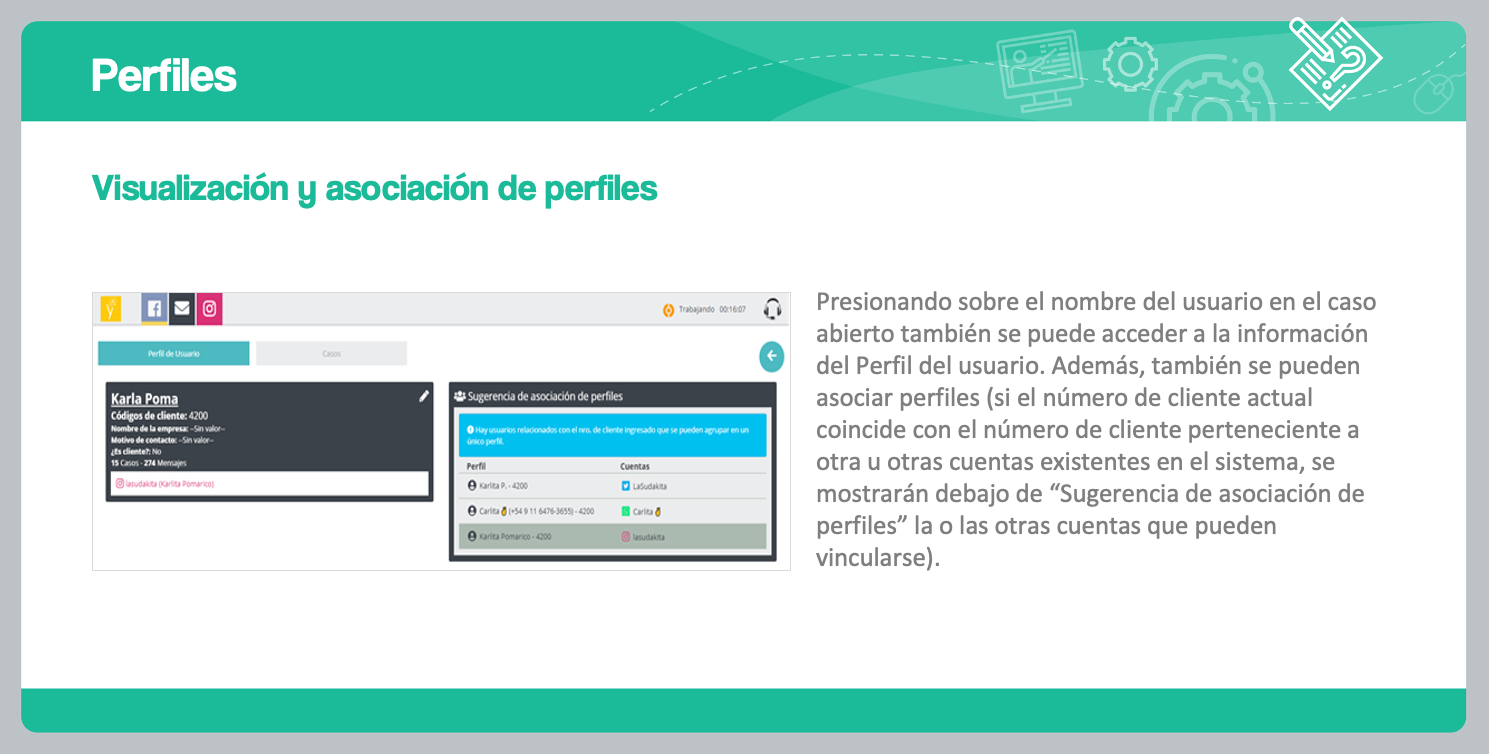 Perfiles
Visualización y asociación de perfiles
Trabajando 00:16:07
Perfil de Usuario
Casos
Karla Poma
Códigos de cliente: 4200
Nombre de la empresa: --Sin valor--
Motivo de contacto: --Sin valor--
¿Es cliente?: No
15 Casos - 274 Mensajes
lasudakita (Karlita Pomarico)
Sugerencia de asociación de perfiles
Hay usuarios relacionados con el nro. de cliente ingresado que se pueden agrupar en un
único perfil.
Perfil Cuentas
Karlita P. - 4200 LaSudakita
Carlita (+54 9 11 6476-3655) - 4200 Carlita
Karlita Pomarico - 4200 lasudakita
Presionando sobre el nombre del usuario en el caso
abierto también se puede acceder a la información
del Perfil del usuario. Además, también se pueden
asociar perfiles (si el número de cliente actual
coincide con el número de cliente perteneciente a
otra u otras cuentas existentes en el sistema, se
mostrarán debajo de “Sugerencia de asociación de
perfiles” la o las otras cuentas que pueden
vincularse).